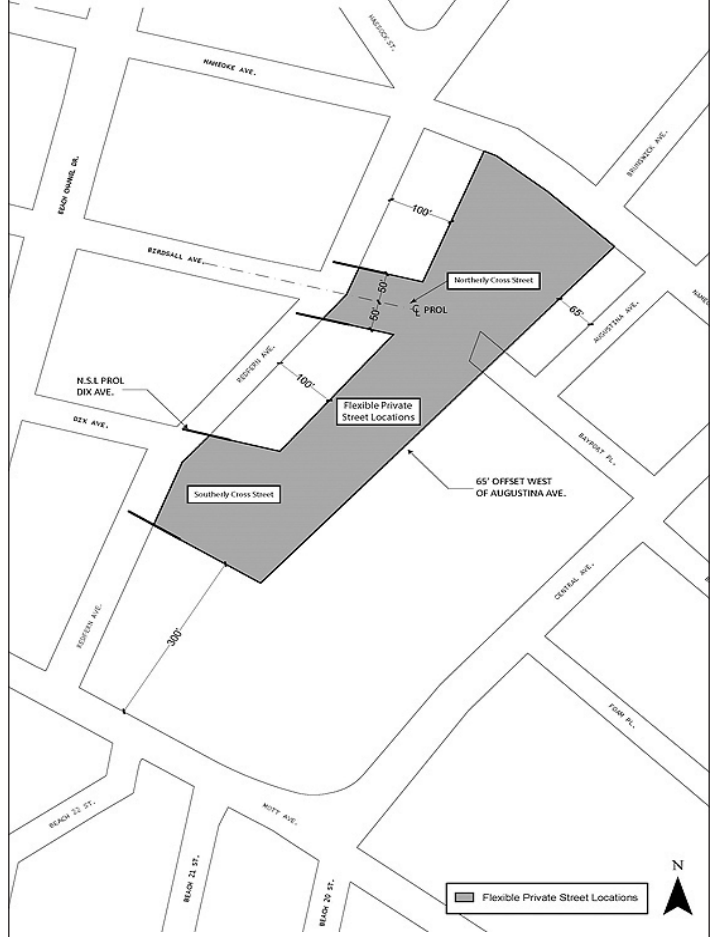 HASSOCK ST.
NAMEOKE AVE.
BRUNSWICK AVE.
BEACH CHANNEL DR.
100'
BIRDSALL AVE.
50'
Northerly Cross Street
CL PROL
50'
65'
AUGUSTINA AVE.
REDFERN AVE.
N.S.L PROL
DIX AVE.
100'
Flexible Private
Street Locations
DIX AVE.
BAYPORT PL.
65' OFFSET WEST
OF AUGUSTINA AVE.
Southerly Cross Street
CENTRAL AVE.
REDFERN AVE.
300'
FOAM PL.
BEACH 22 ST.
MOTT AVE.
BEACH 21 ST.
BEACH 20 ST.
N
Flexible Private Street Locations